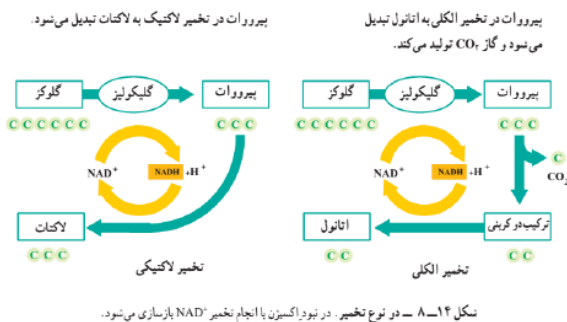 پیرووات در تخمیر الکلی به اتانول تبدیل
می‌شود و گاز CO₂ تولید می‌کند.
پیرووات در تخمیر لاکتیک به لاکتات تبدیل می‌شود.
گلوکز
گلیکولیز
پیرووات
C C C C C C
C C C
NAD⁺
NADH +H⁺
C
CO₂
ترکیب دو کربنی
C C
اتانول
C C
تخمیر الکلی
گلوکز
گلیکولیز
پیرووات
C C C C C C
C C C
NAD⁺
NADH +H⁺
لاکتات
C C C
تخمیر لاکتیکی
شکل ۱۴ــ۸ ــ دو نوع تخمیر. در نبود اکسیژن با انجام تخمیر NAD⁺ بازسازی می‌شود.